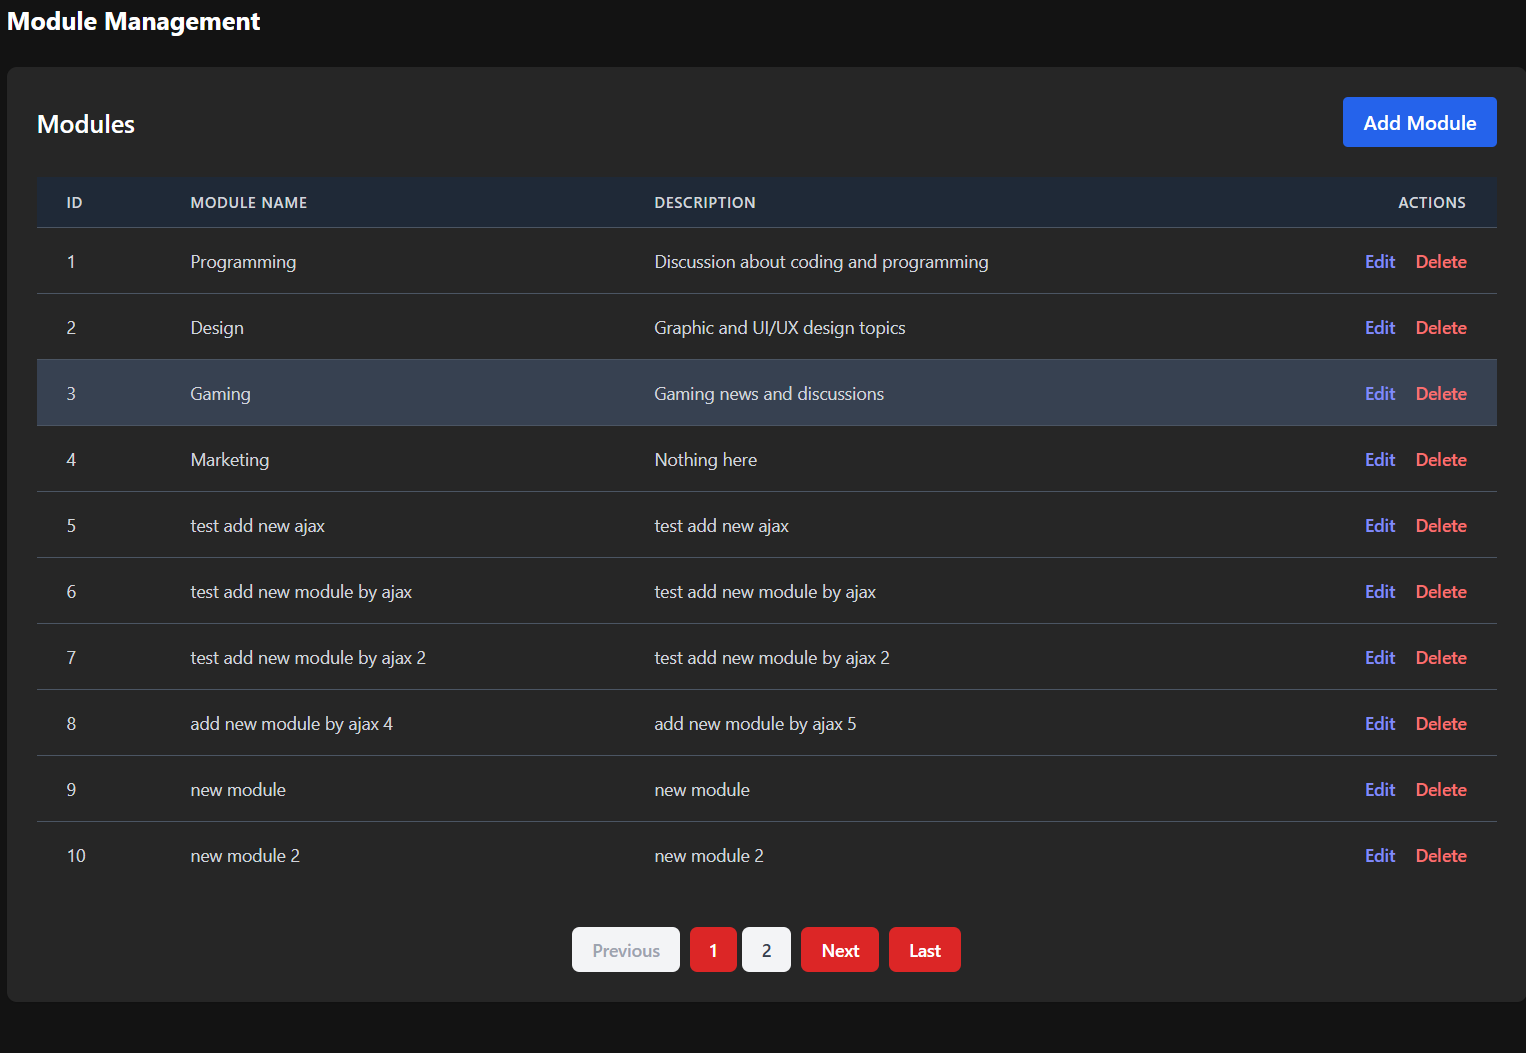 Module Management
Modules
Add Module
ID MODULE NAME DESCRIPTION ACTIONS
1 Programming Discussion about coding and programming Edit Delete
2 Design Graphic and UI/UX design topics Edit Delete
3 Gaming Gaming news and discussions Edit Delete
4 Marketing Nothing here Edit Delete
5 test add new ajax test add new ajax Edit Delete
6 test add new module by ajax test add new module by ajax Edit Delete
7 test add new module by ajax 2 test add new module by ajax 2 Edit Delete
8 add new module by ajax 4 add new module by ajax 5 Edit Delete
9 new module new module Edit Delete
10 new module 2 new module 2 Edit Delete
Previous 1 2 Next Last